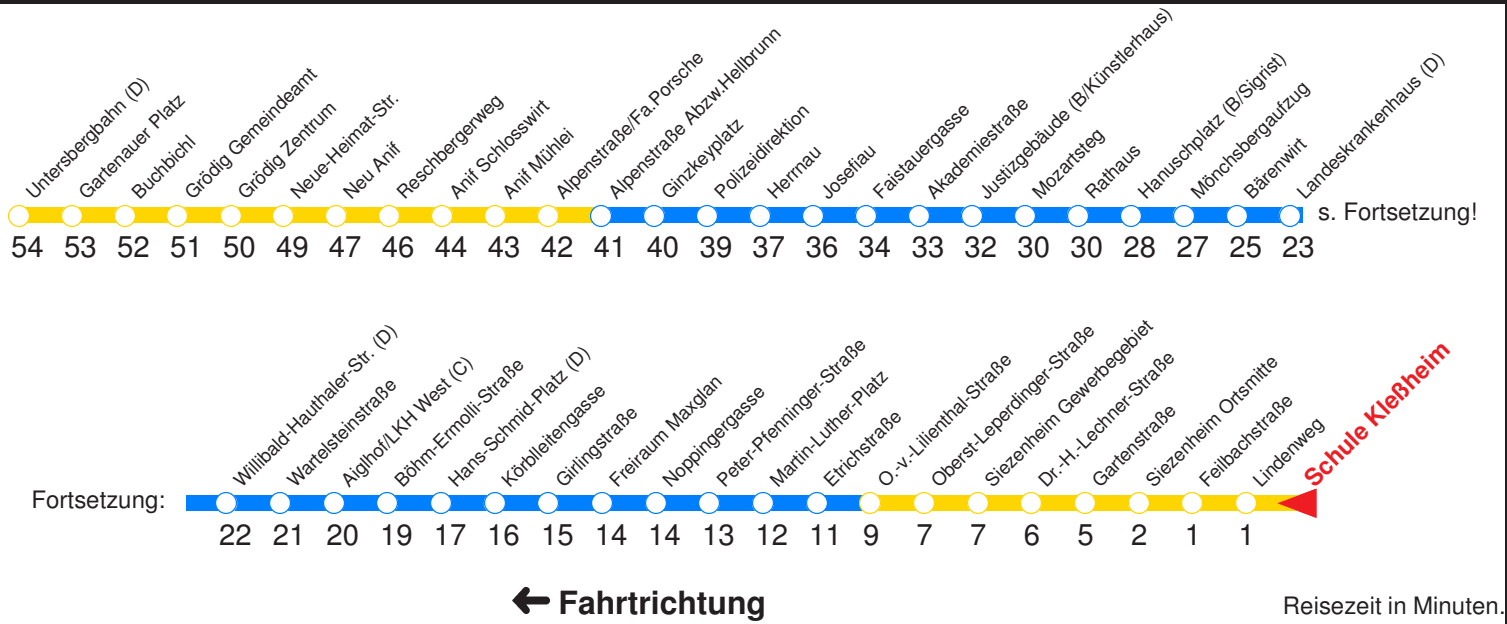 Untersbergbahn (D)
Gartenauer Platz
Buchbichl
Grödig Gemeindeamt
Grödig Zentrum
Neue-Heimat-Str.
Neu Anif
Reschbergerweg
Anif Schlosswirt
Anif Mühlei
Alpenstraße/Fa.Porsche
Alpenstraße Abzw.Hellbrunn
Ginzkeyplatz
Polizeidirektion
Herrnau
Josefiau
Faistauergasse
Akademiestraße
Justizgebäude (B/Künstlerhaus)
Mozartsteg
Rathaus
Hanuschplatz (B/Sigrist)
Mönchsbergaufzug
Bärenwirt
Landeskrankenhaus (D)
s. Fortsetzung!
54 53 52 51 50 49 47 46 44 43 42 41 40 39 37 36 34 33 32 30 30 28 27 25 23
Fortsetzung:
Willibald-Hauthaler-Str. (D)
Wartelsteinstraße
Aiglhof/LKH West (C)
Böhm-Ermolli-Straße
Hans-Schmid-Platz (D)
Körblleitengasse
Girlingstraße
Freiraum Maxglan
Noppingergasse
Peter-Pfenninger-Straße
Martin-Luther-Platz
Etrichstraße
O.-v.-Lilienthal-Straße
Oberst-Leperdinger-Straße
Siezenheim Gewerbegebiet
Dr.-H.-Lechner-Straße
Gartenstraße
Siezenheim Ortsmitte
Feilbachstraße
Lindenweg
Schule Kleßheim
22 21 20 19 17 16 15 14 14 13 12 11 9 7 7 6 5 2 1 1
Fahrtrichtung
Reisezeit in Minuten.